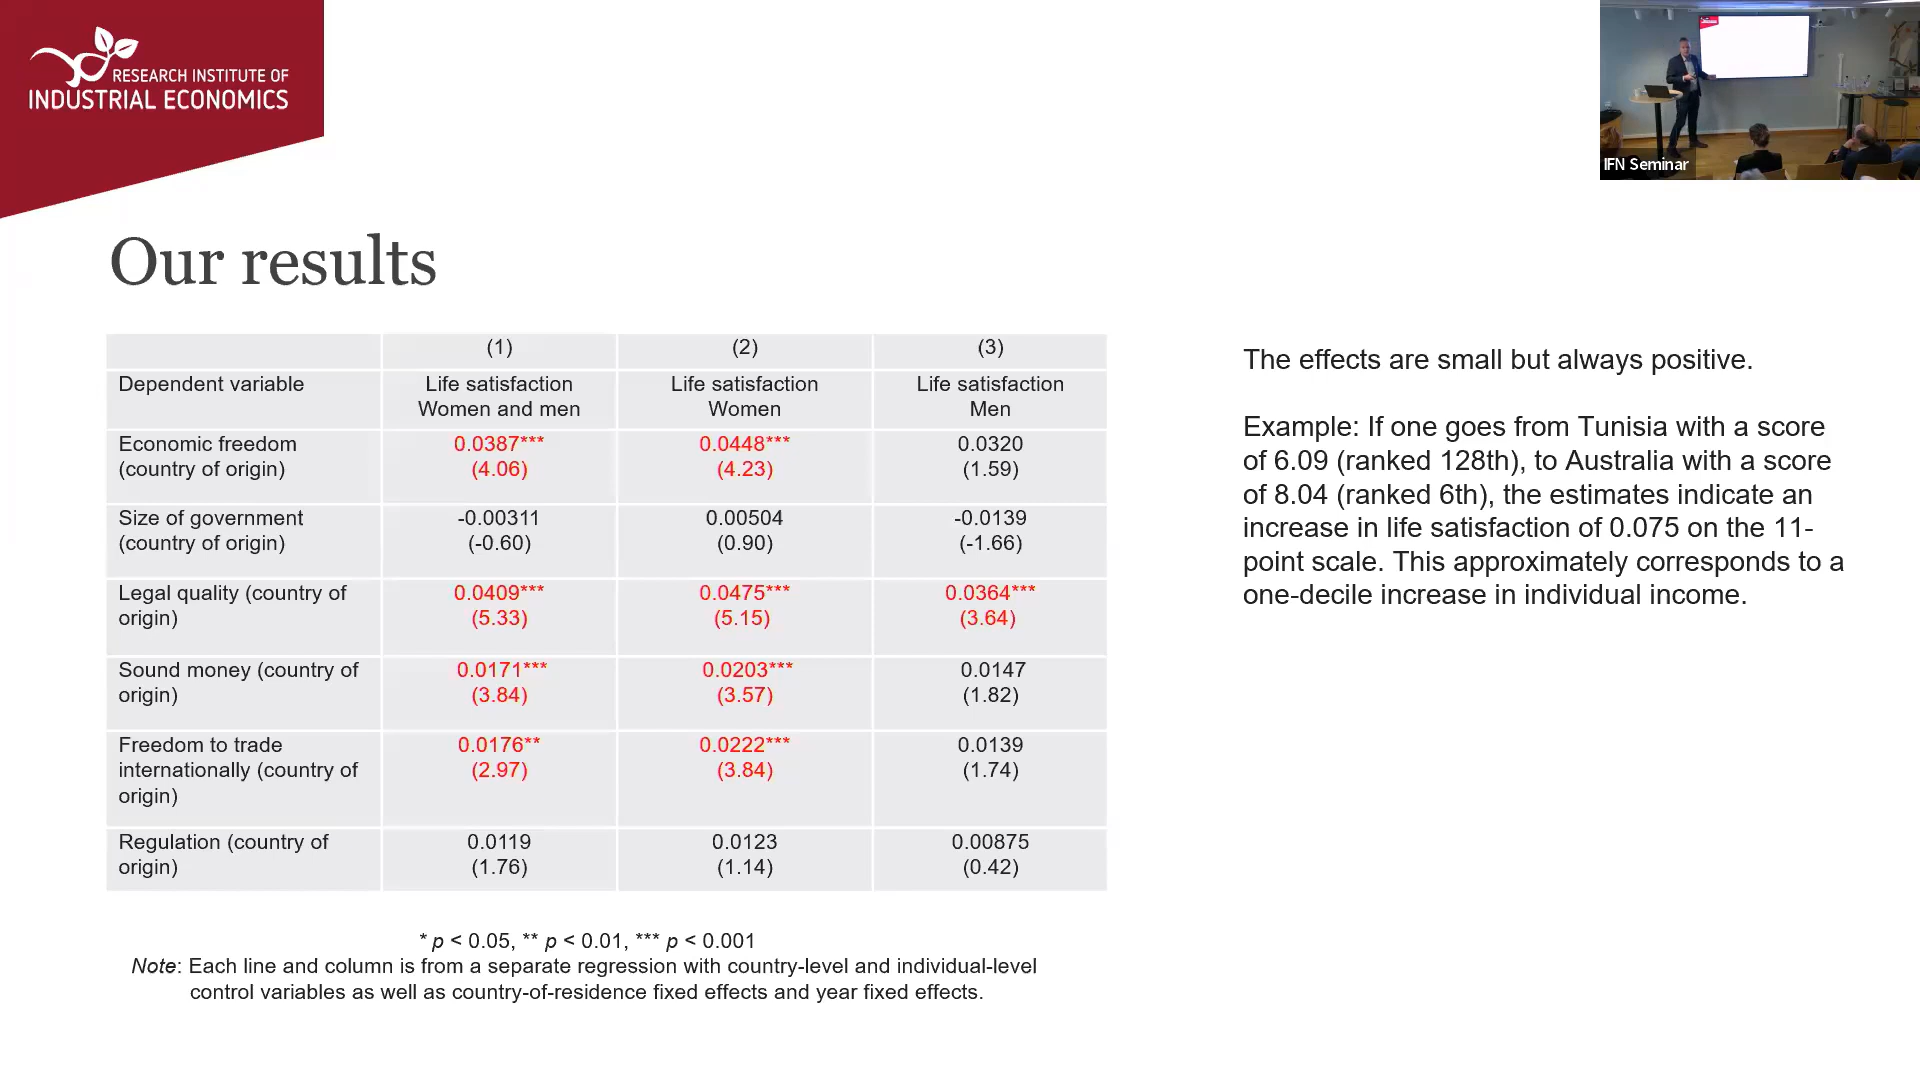 RESEARCH INSTITUTE OF
INDUSTRIAL ECONOMICS
IFN Seminar
Our results
(1)
(2)
(3)
Dependent variable
Life satisfaction
Women and men
Life satisfaction
Women
Life satisfaction
Men
Economic freedom
(country of origin)
0.0387***
(4.06)
0.0448***
(4.23)
0.0320
(1.59)
Size of government
(country of origin)
-0.00311
(-0.60)
0.00504
(0.90)
-0.0139
(-1.66)
Legal quality (country of
origin)
0.0409***
(5.33)
0.0475***
(5.15)
0.0364***
(3.64)
Sound money (country of
origin)
0.0171***
(3.84)
0.0203***
(3.57)
0.0147
(1.82)
Freedom to trade
internationally (country of
origin)
0.0176**
(2.97)
0.0222***
(3.84)
0.0139
(1.74)
Regulation (country of
origin)
0.0119
(1.76)
0.0123
(1.14)
0.00875
(0.42)
* p < 0.05, ** p < 0.01, *** p < 0.001
Note: Each line and column is from a separate regression with country-level and individual-level
control variables as well as country-of-residence fixed effects and year fixed effects.
The effects are small but always positive.
Example: If one goes from Tunisia with a score
of 6.09 (ranked 128th), to Australia with a score
of 8.04 (ranked 6th), the estimates indicate an
increase in life satisfaction of 0.075 on the 11-
point scale. This approximately corresponds to a
one-decile increase in individual income.